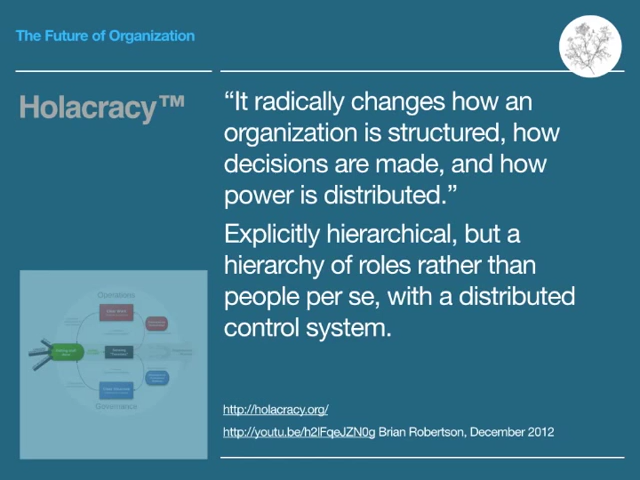 The Future of Organization
Holacracy™
“It radically changes how an
organization is structured, how
decisions are made, and how
power is distributed.”
Explicitly hierarchical, but a
hierarchy of roles rather than
people per se, with a distributed
control system.
Operations
Governance
http://holacracy.org/
http://youtu.be/h2lFqeJZN0g Brian Robertson, December 2012